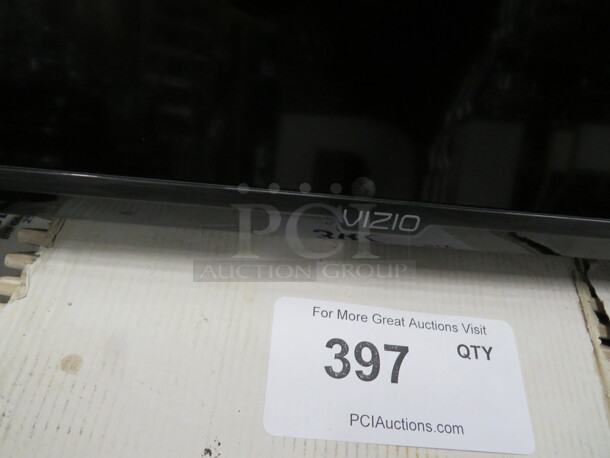 PCI
VIZIO
AUCTION GROUP
For More Great Auctions Visit
397 QTY
PCIAuctions.com